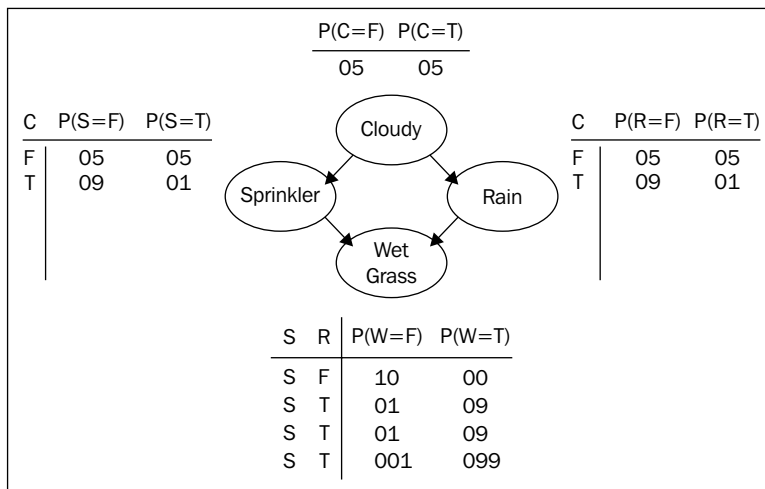 P(C=F) P(C=T)
05 05
C P(S=F) P(S=T)
F 05 05
T 09 01
Cloudy
Sprinkler
Rain
Wet
Grass
C P(R=F) P(R=T)
F 05 05
T 09 01
S R P(W=F) P(W=T)
S F 10 00
S T 01 09
S T 01 09
S T 001 099